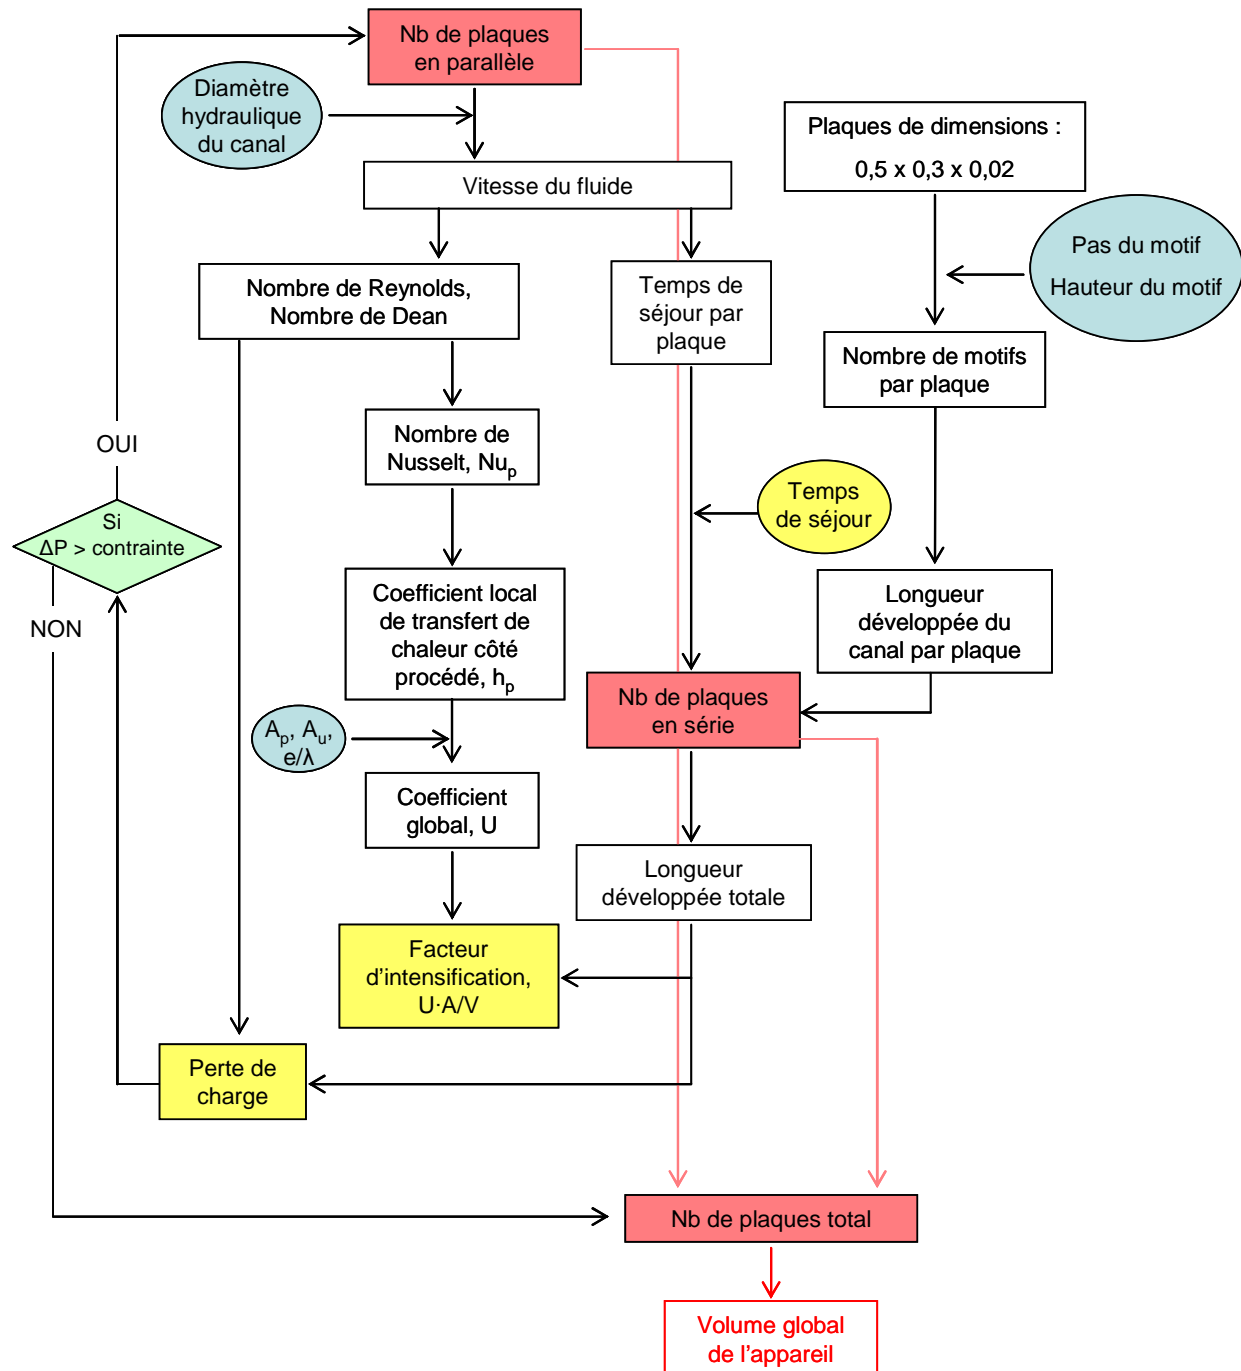 Nb de plaques
en parallèle
Diamètre
hydraulique
du canal
Plaques de dimensions :
0,5 x 0,3 x 0,02
Vitesse du fluide
Pas du motif
Hauteur du motif
Nombre de Reynolds,
Nombre de Dean
Temps de
séjour par
plaque
Nombre de motifs
par plaque
OUI
Nombre de
Nusselt, Nuₚ
Temps
de séjour
Si
ΔP > contrainte
NON
Coefficient local
de transfert de
chaleur côté
procédé, hₚ
Longueur
développée du
canal par plaque
Nb de plaques
en série
Aₚ, Aᵤ,
e/λ
Coefficient
global, U
Longueur
développée totale
Facteur
d'intensification,
U·A/V
Perte de
charge
Nb de plaques total
Volume global
de l'appareil